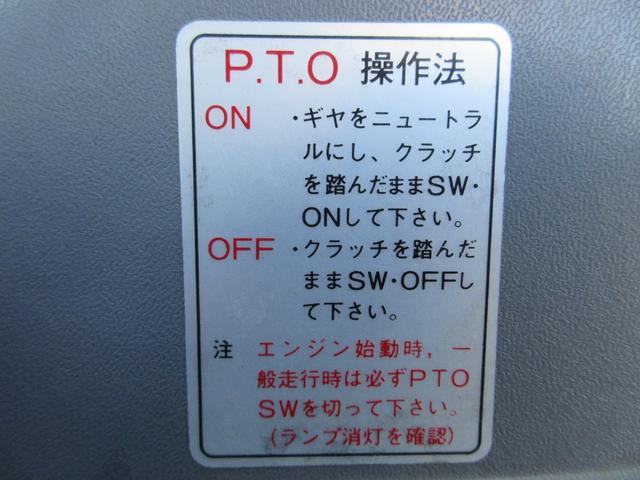 P.T.O 操作法
ON ・ギヤをニュートラ
ルにし、クラッチ
を踏んだままSW・
ONして下さい。
OFF ・クラッチを踏んだ
ままSW・OFFし
て下さい。
注 エンジン始動時，一
般走行時は必ずPTO
SWを切って下さい。
(ランプ消灯を確認)